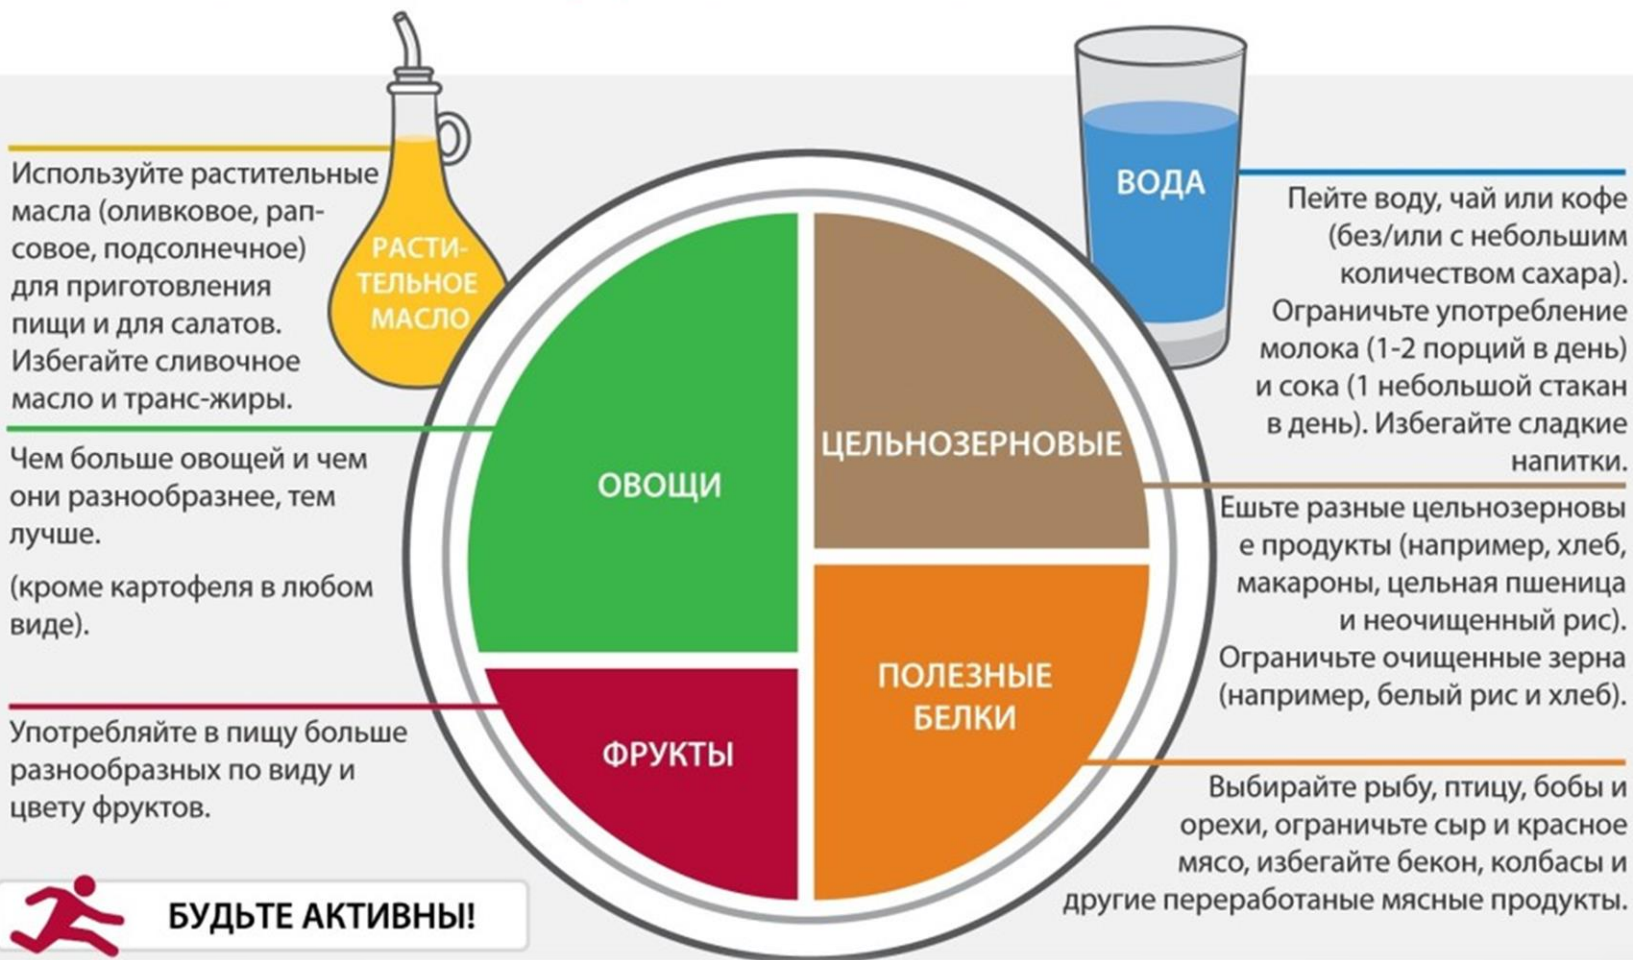 Используйте растительные
масла (оливковое, рап-
совое, подсолнечное)
для приготовления
пищи и для салатов.
Избегайте сливочное
масло и транс-жиры.
РАСТИ-
ТЕЛЬНОЕ
МАСЛО
ВОДА
Пейте воду, чай или кофе
(без/или с небольшим
количеством сахара).
Ограничьте употребление
молока (1-2 порций в день)
и сока (1 небольшой стакан
в день). Избегайте сладкие
напитки.
Чем больше овощей и чем
они разнообразнее, тем
лучше.
(кроме картофеля в любом
виде).
ОВОЩИ
ЦЕЛЬНОЗЕРНОВЫЕ
Ешьте разные цельнозерновы
е продукты (например, хлеб,
макароны, цельная пшеница
и неочищенный рис).
Ограничьте очищенные зерна
(например, белый рис и хлеб).
Употребляйте в пищу больше
разнообразных по виду и
цвету фруктов.
ФРУКТЫ
ПОЛЕЗНЫЕ
БЕЛКИ
Выбирайте рыбу, птицу, бобы и
орехи, ограничьте сыр и красное
мясо, избегайте бекон, колбасы и
другие переработаные мясные продукты.
БУДЬТЕ АКТИВНЫ!